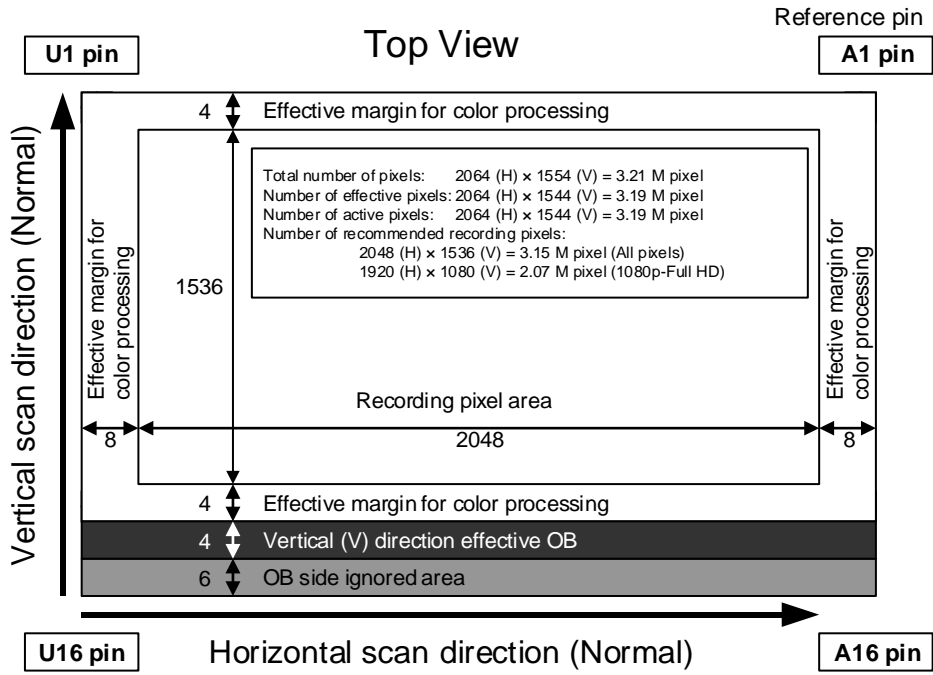 Reference pin
U1 pin
Top View
A1 pin
4
Effective margin for color processing
Total number of pixels: 2064 (H) × 1554 (V) = 3.21 M pixel
Number of effective pixels: 2064 (H) × 1544 (V) = 3.19 M pixel
Number of active pixels: 2064 (H) × 1544 (V) = 3.19 M pixel
Number of recommended recording pixels:
2048 (H) × 1536 (V) = 3.15 M pixel (All pixels)
1920 (H) × 1080 (V) = 2.07 M pixel (1080p-Full HD)
Vertical scan direction (Normal)
Effective margin for
color processing
1536
Effective margin for
color processing
Recording pixel area
8
2048
8
4
Effective margin for color processing
4
Vertical (V) direction effective OB
6
OB side ignored area
U16 pin
Horizontal scan direction (Normal)
A16 pin